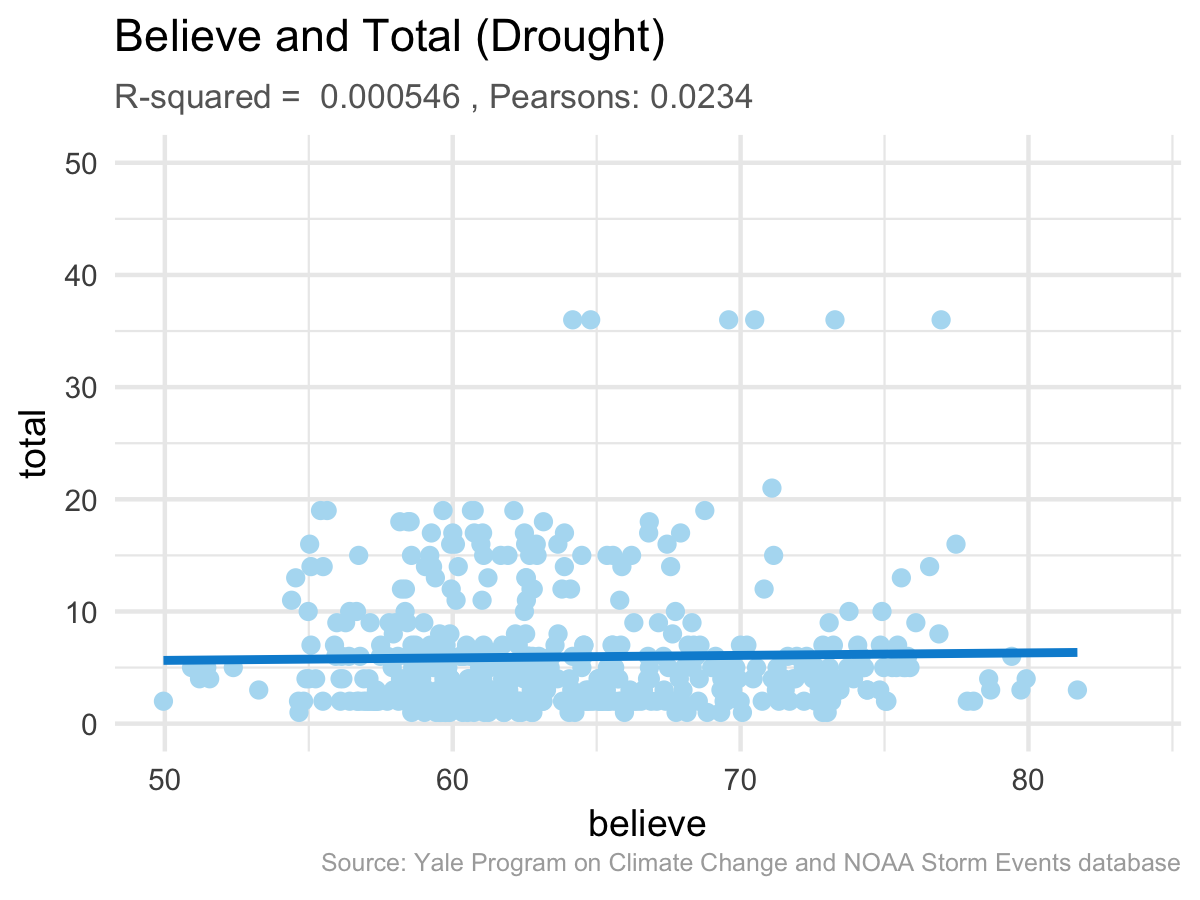 Believe and Total (Drought)
R-squared =  0.000546 , Pearsons: 0.0234
50
40
30
20
10
0
total
50 60 70 80
believe
Source: Yale Program on Climate Change and NOAA Storm Events database